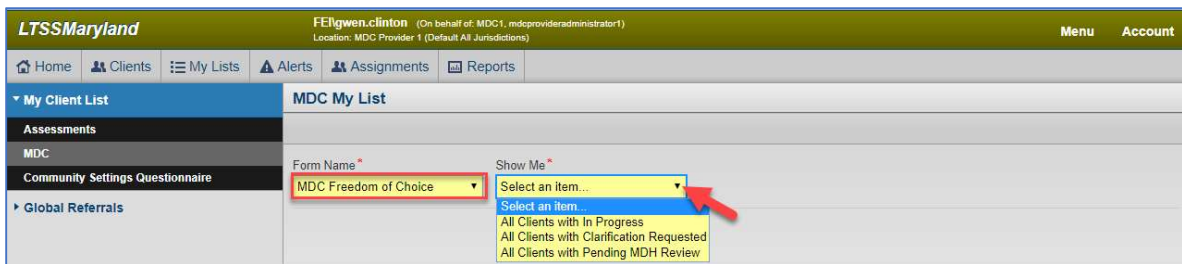 LTSSMaryland
FEI\gwen.clinton (On behalf of: MDC1, mdcprovideradministrator1)
Location: MDC Provider 1 (Default All Jurisdictions)
Menu Account
Home Clients My Lists Alerts Assignments Reports
My Client List
MDC My List
Assessments
MDC
Community Settings Questionnaire
Global Referrals
Form Name* Show Me*
MDC Freedom of Choice Select an item...
Select an item...
All Clients with In Progress
All Clients with Clarification Requested
All Clients with Pending MDH Review